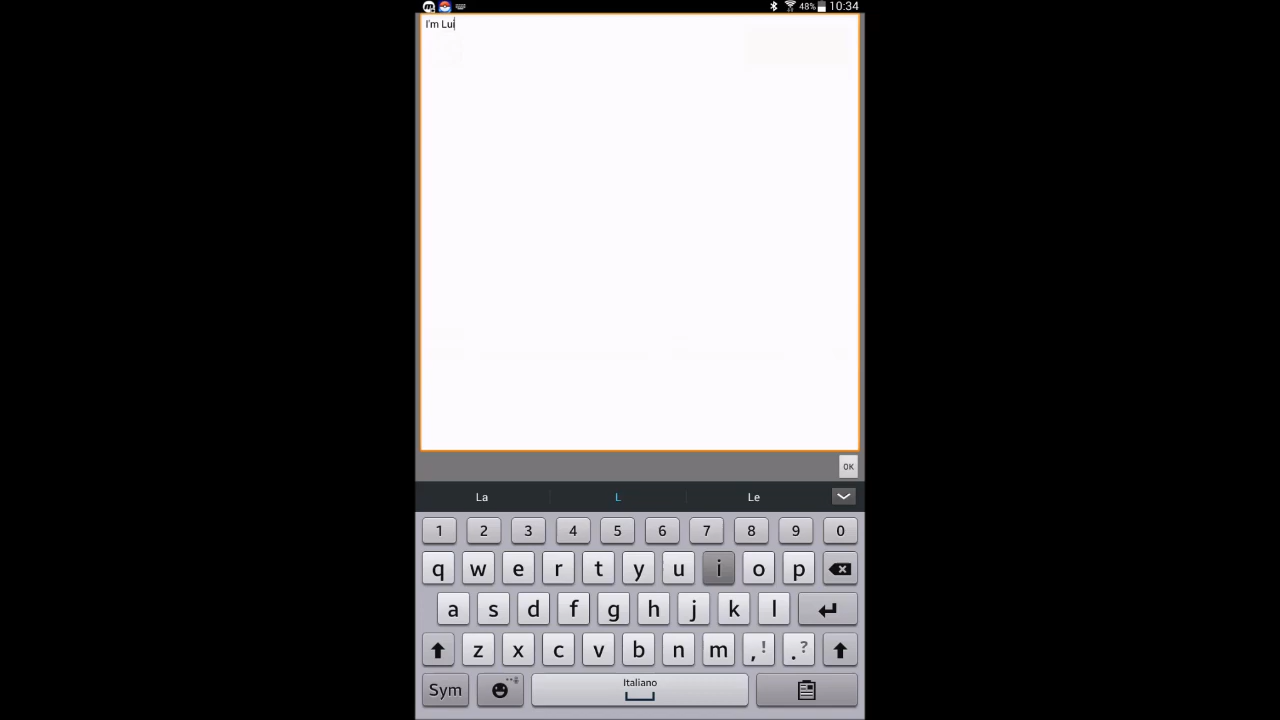 48% 10:34
I'm Lui
OK
La L Le
1 2 3 4 5 6 7 8 9 0
q w e r t y u i o p
a s d f g h j k l
z x c v b n m ,! .?
Sym Italiano